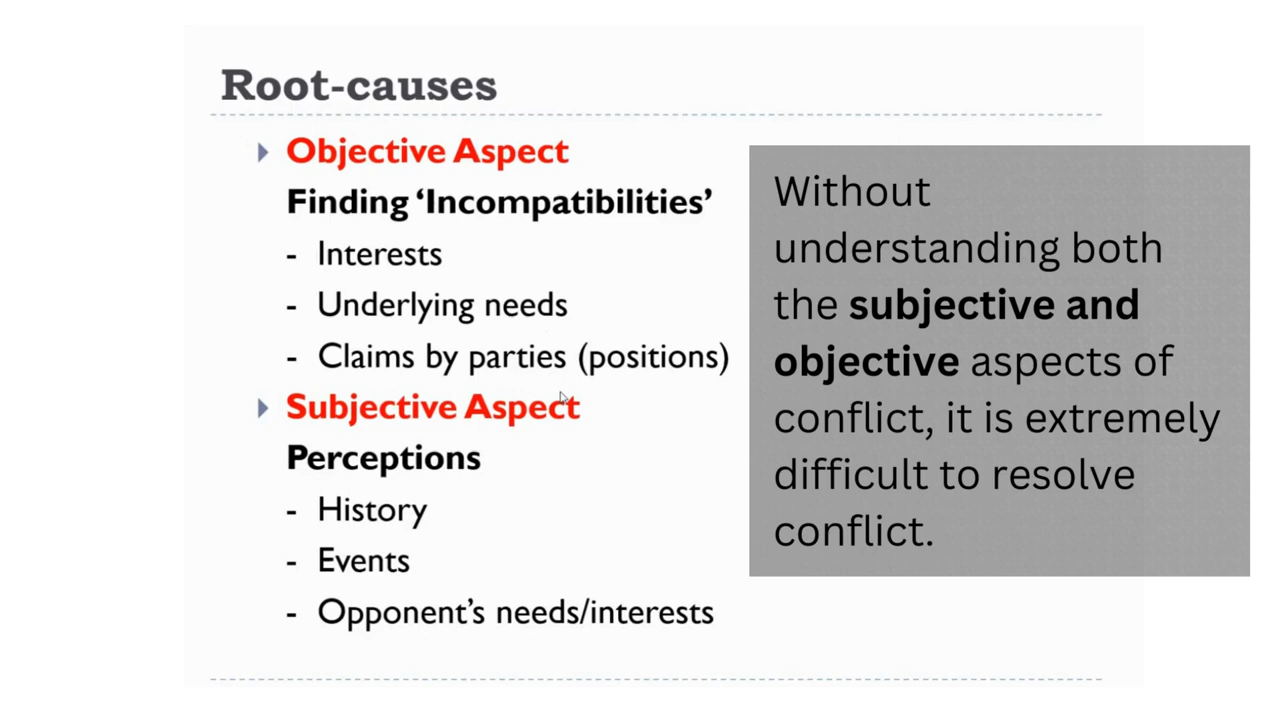 Root-causes
Objective Aspect
Finding ‘Incompatibilities’
- Interests
- Underlying needs
- Claims by parties (positions)
Subjective Aspect
Perceptions
- History
- Events
- Opponent’s needs/interests
Without
understanding both
the subjective and
objective aspects of
conflict, it is extremely
difficult to resolve
conflict.